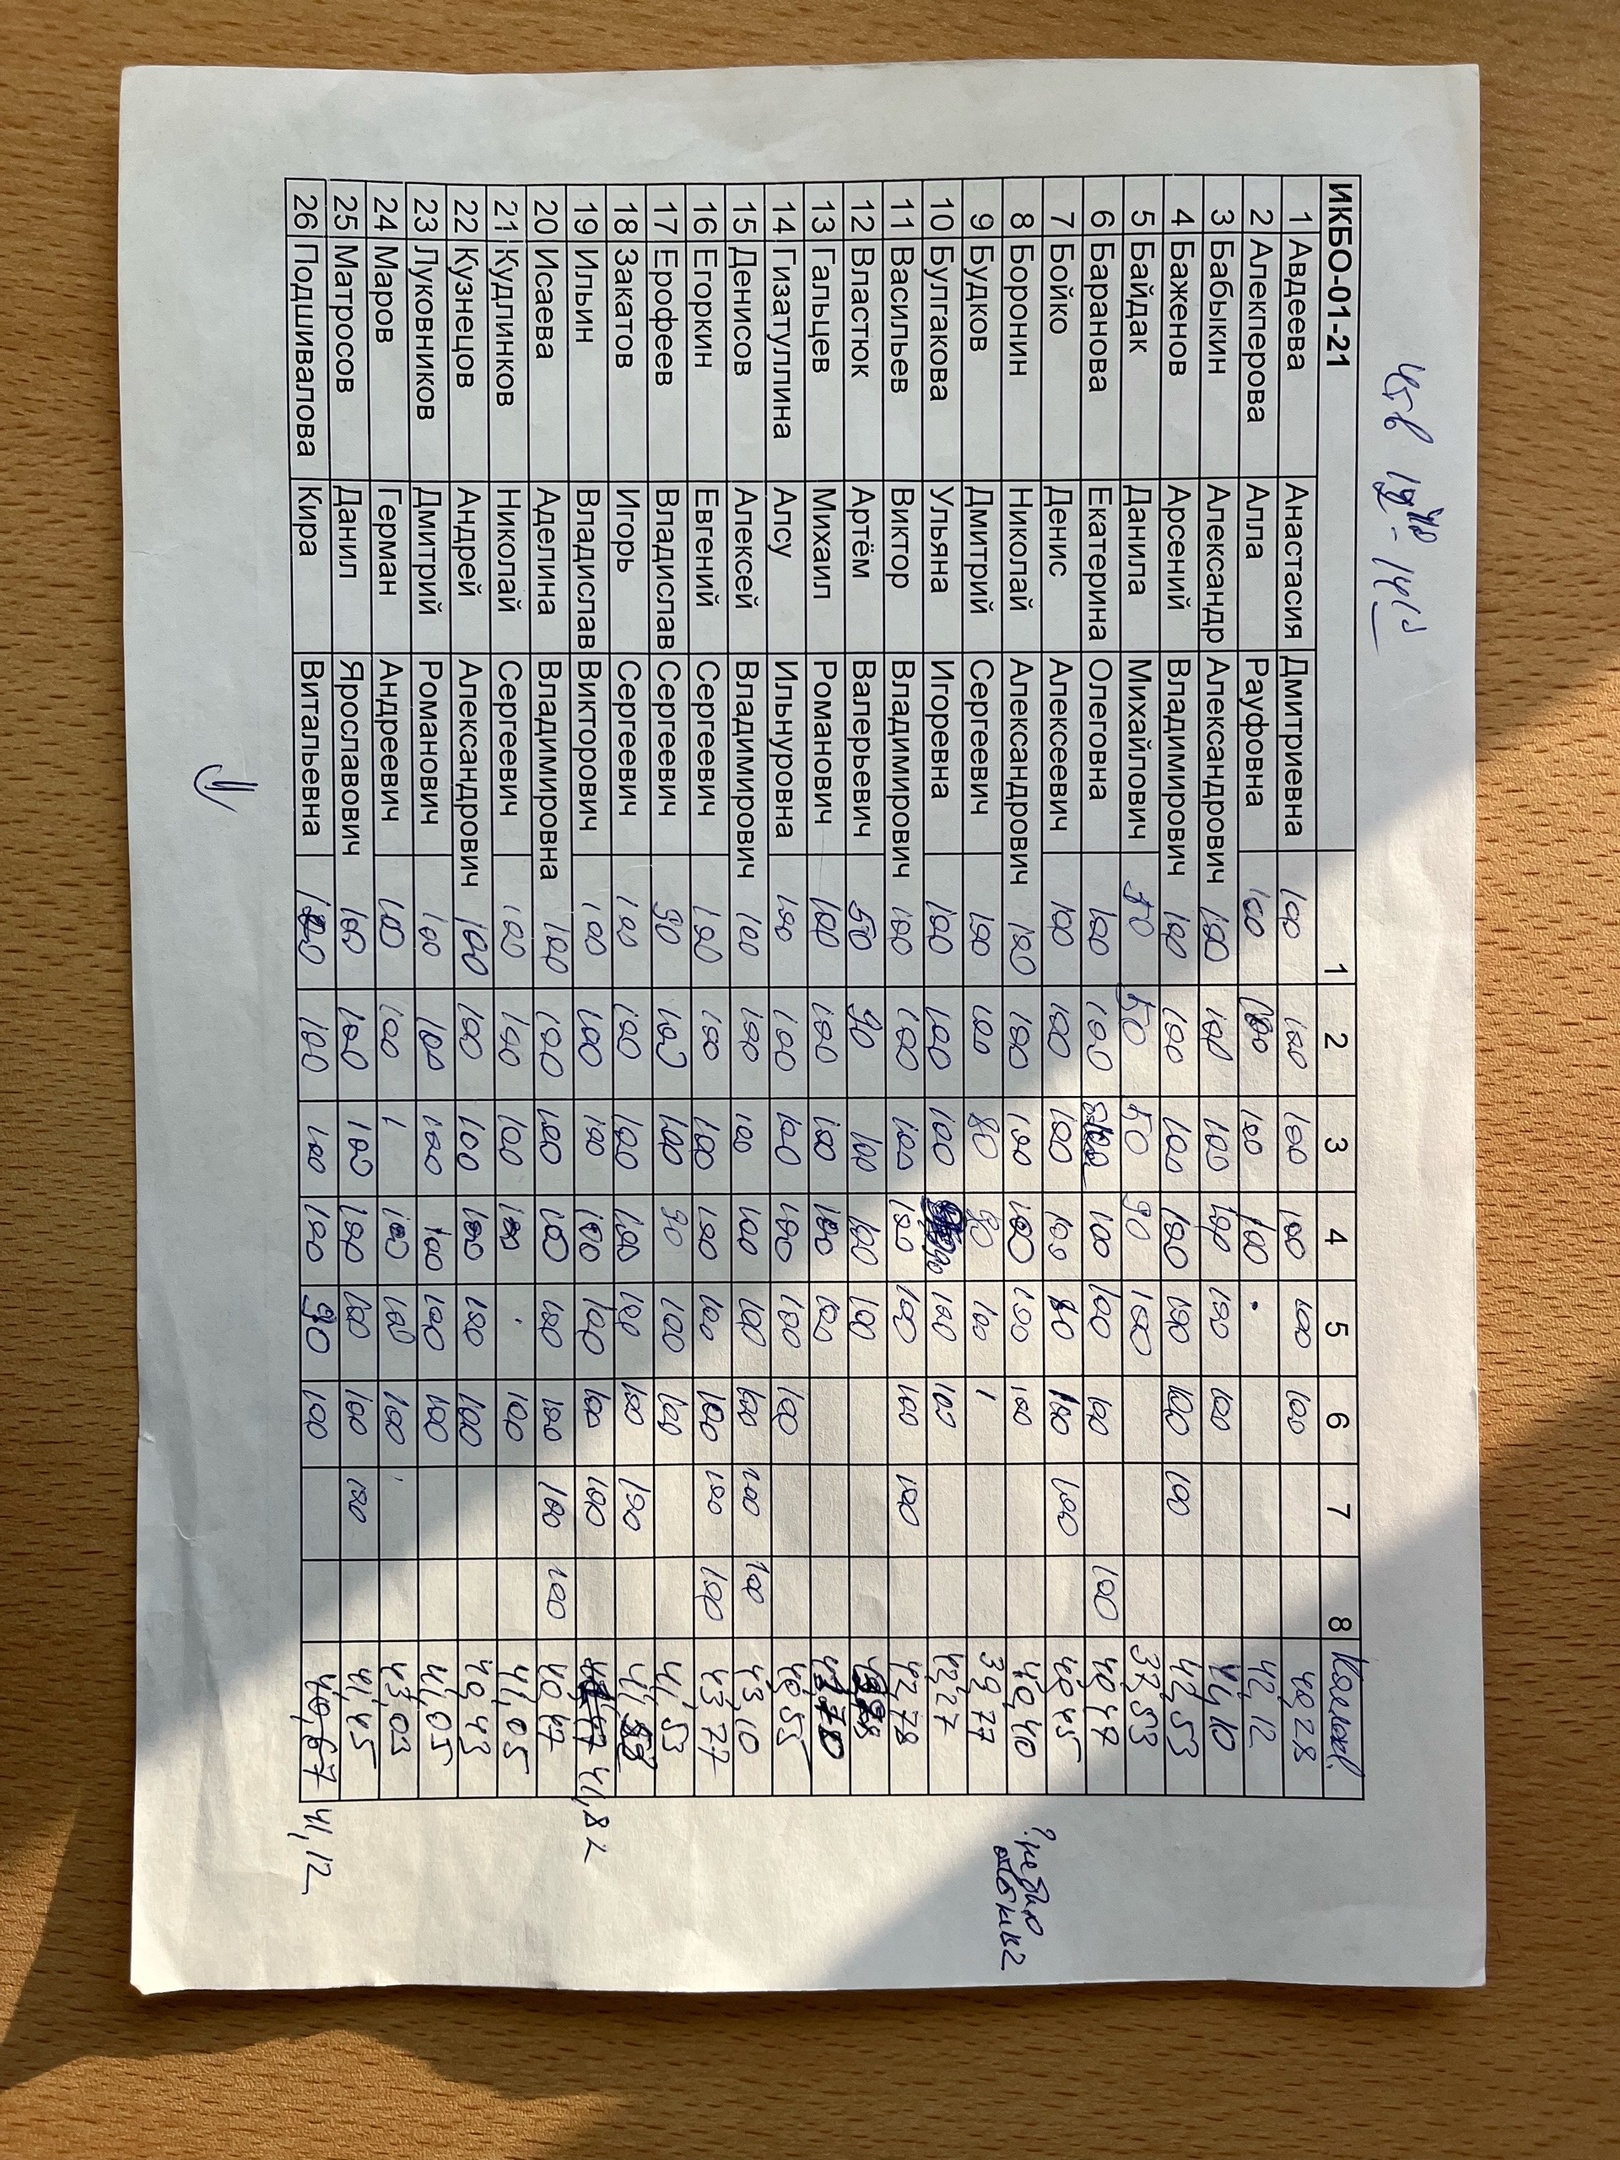 чтв 12⁴⁰ - 14¹⁰
ИКБО-01-21 1 2 3 4 5 6 7 8 Коллокв.
1 Авдеева Анастасия Дмитриевна 100 100 100 100 100 100 40,28
2 Алекперова Алла Рауфовна 100 100 100 100 42,12
3 Бабыкин Александр Александрович 100 100 100 100 100 100 41,10
4 Баженов Арсений Владимирович 100 100 100 100 100 100 100 42,53
5 Байдак Данила Михайлович 50 50 50 90 100 37,53
6 Баранова Екатерина Олеговна 100 100 100 100 100 100 100 40,47
7 Бойко Денис Алексеевич 100 100 100 100 80 100 100 40,45
8 Боронин Николай Александрович 100 100 100 100 100 100 40,40
9 Будков Дмитрий Сергеевич 100 100 80 90 100 1 39,77
10 Булгакова Ульяна Игоревна 100 100 100 90 100 100 42,27
11 Васильев Виктор Владимирович 100 100 100 100 100 100 100 42,78
12 Властюк Артём Валерьевич 50 90 100 100 100
13 Гальцев Михаил Романович 100 100 100 100 100
14 Гизатуллина Алсу Ильнуровна 100 100 100 100 100 100 40,55
15 Денисов Алексей Владимирович 100 100 100 100 100 100 100 100 43,10
16 Егоркин Евгений Сергеевич 100 100 100 100 100 100 100 100 43,77
17 Ерофеев Владислав Сергеевич 90 100 100 90 100 100 41,53
18 Закатов Игорь Сергеевич 100 100 100 100 100 100 100
19 Ильин Владислав Викторович 100 100 100 100 100 100 100 41,82
20 Исаева Аделина Владимировна 100 100 100 100 100 100 100 100 40,47
21 Кудлинков Николай Сергеевич 100 100 100 100 100 41,05
22 Кузнецов Андрей Александрович 100 100 100 100 100 100 40,43
23 Луковников Дмитрий Романович 100 100 100 100 100 100 41,05
24 Маров Герман Андреевич 100 100 1 100 100 100 43,03
25 Матросов Данил Ярославович 100 100 100 100 100 100 100 41,45
26 Подшивалова Кира Витальевна 100 100 100 100 90 100 40,67 41,12